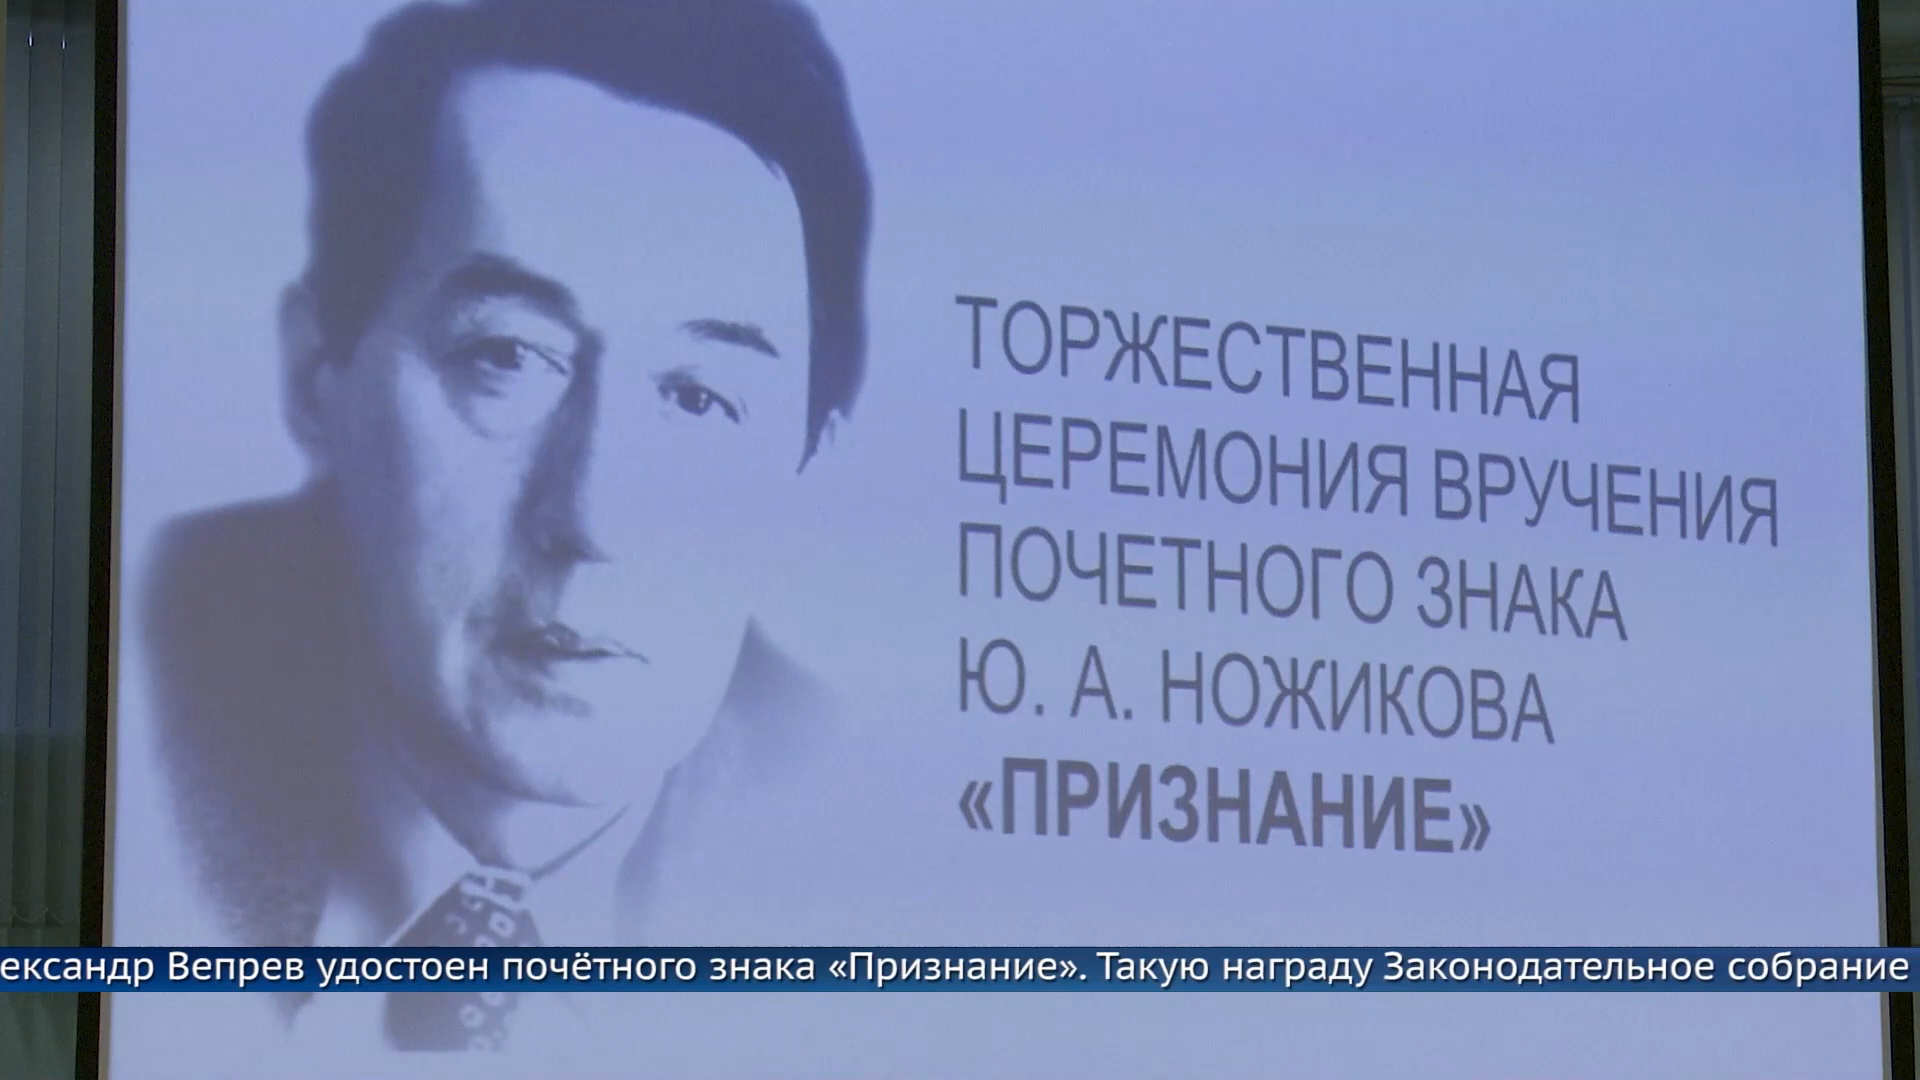 ТОРЖЕСТВЕННАЯ
ЦЕРЕМОНИЯ ВРУЧЕНИЯ
ПОЧЕТНОГО ЗНАКА
Ю. А. НОЖИКОВА
«ПРИЗНАНИЕ»
ександр Вепрев удостоен почётного знака «Признание». Такую награду Законодательное собрание